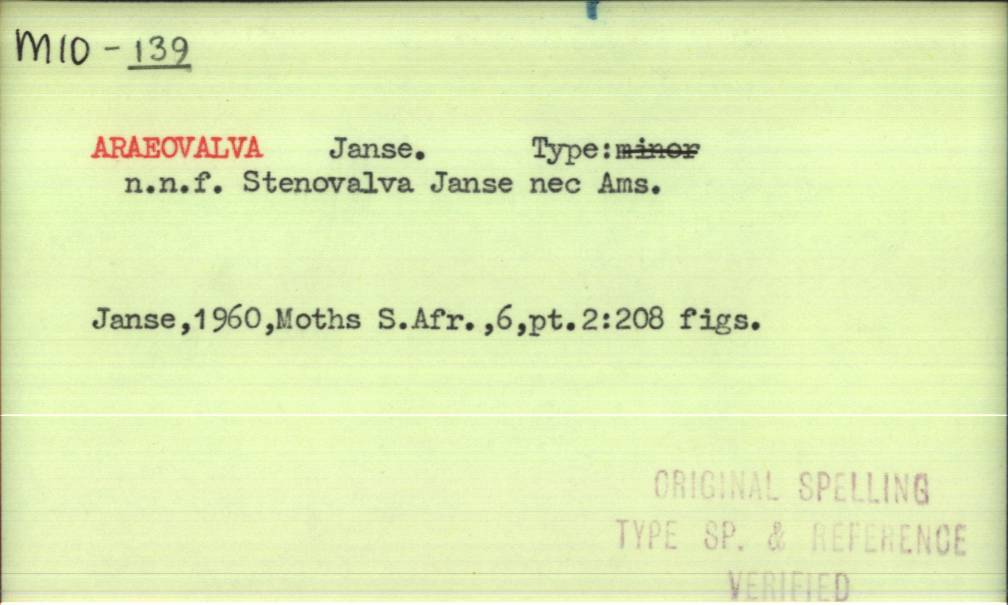 M10 - 139
ARAEOVALVA Janse. Type:minor
n.n.f. Stenovalva Janse nec Ams.
Janse,1960,Moths S.Afr.,6,pt.2:208 figs.
ORIGINAL SPELLING
TYPE SP. & REFERENCE
VERIFIED